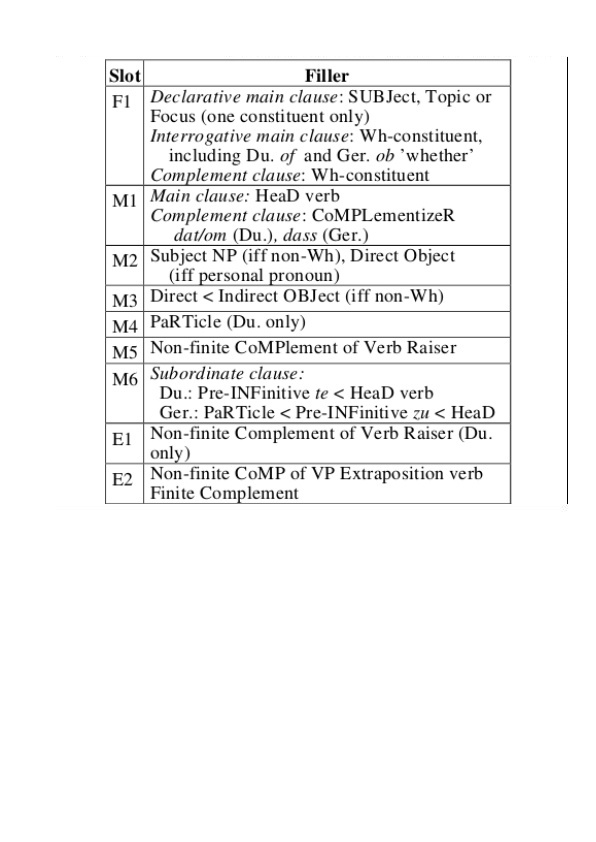 Slot Filler
F1 Declarative main clause: SUBJect, Topic or
Focus (one constituent only)
Interrogative main clause: Wh-constituent,
including Du. of and Ger. ob ’whether’
Complement clause: Wh-constituent
M1 Main clause: HeaD verb
Complement clause: CoMPLementizeR
dat/om (Du.), dass (Ger.)
M2 Subject NP (iff non-Wh), Direct Object
(iff personal pronoun)
M3 Direct < Indirect OBJect (iff non-Wh)
M4 PaRTicle (Du. only)
M5 Non-finite CoMPlement of Verb Raiser
M6 Subordinate clause:
Du.: Pre-INFinitive te < HeaD verb
Ger.: PaRTicle < Pre-INFinitive zu < HeaD
E1 Non-finite Complement of Verb Raiser (Du.
only)
E2 Non-finite CoMP of VP Extraposition verb
Finite Complement